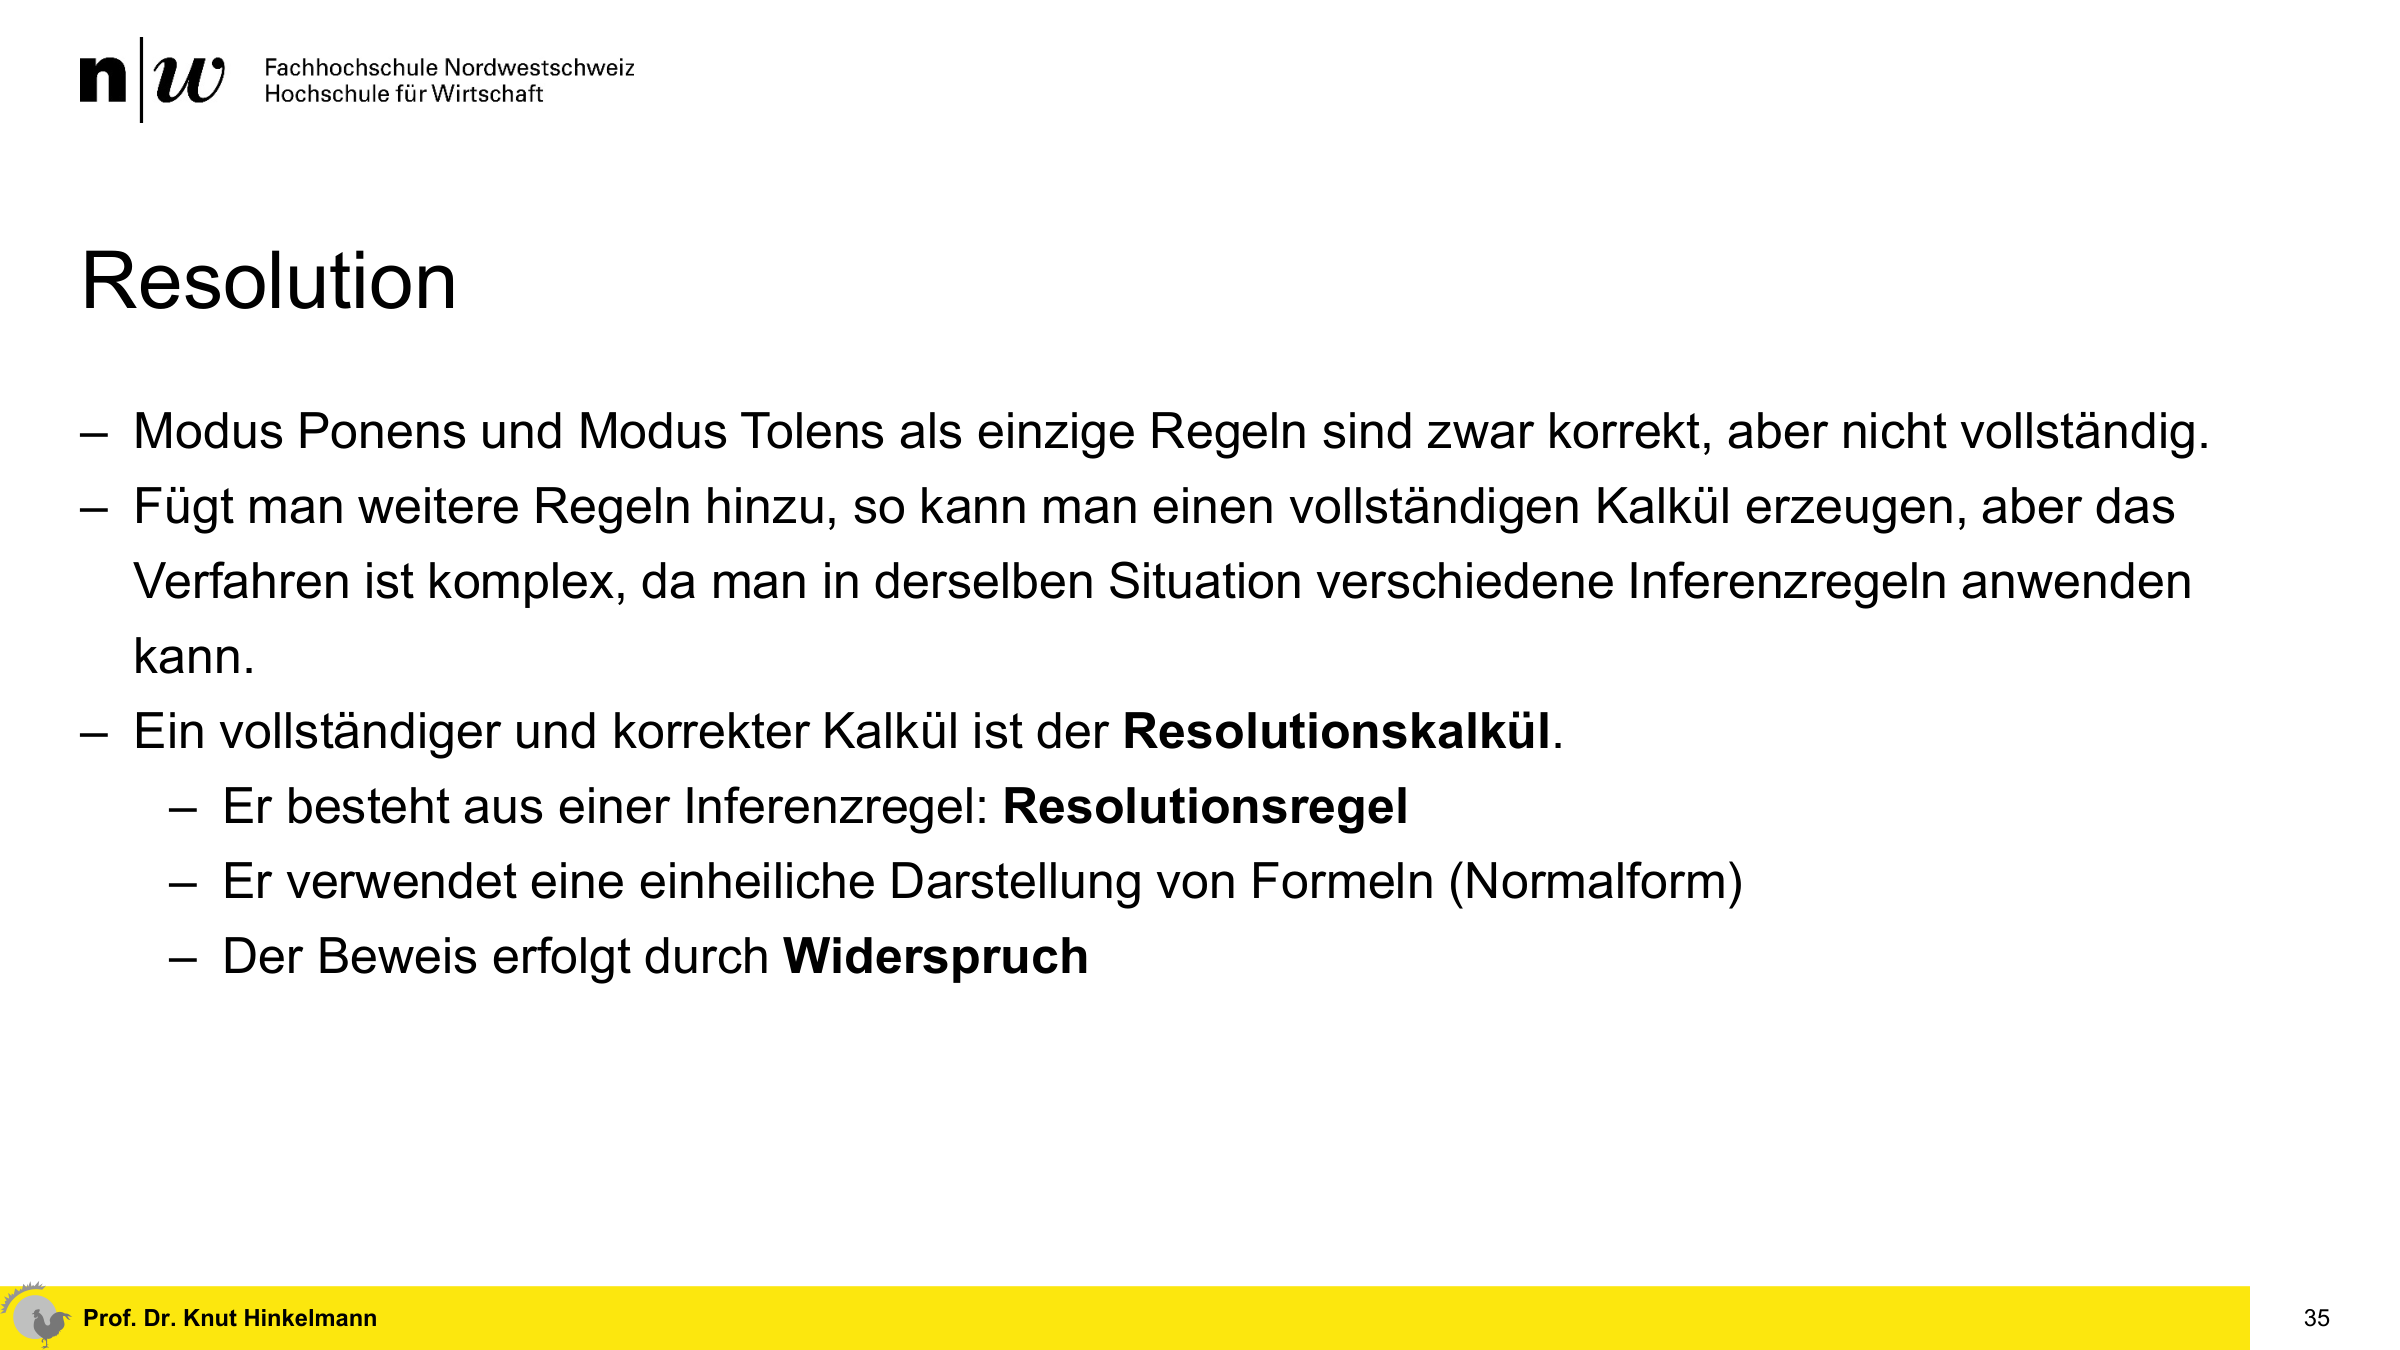 n|w Fachhochschule Nordwestschweiz
Hochschule für Wirtschaft
Resolution
– Modus Ponens und Modus Tolens als einzige Regeln sind zwar korrekt, aber nicht vollständig.
– Fügt man weitere Regeln hinzu, so kann man einen vollständigen Kalkül erzeugen, aber das
Verfahren ist komplex, da man in derselben Situation verschiedene Inferenzregeln anwenden
kann.
– Ein vollständiger und korrekter Kalkül ist der Resolutionskalkül.
– Er besteht aus einer Inferenzregel: Resolutionsregel
– Er verwendet eine einheiliche Darstellung von Formeln (Normalform)
– Der Beweis erfolgt durch Widerspruch
Prof. Dr. Knut Hinkelmann
35